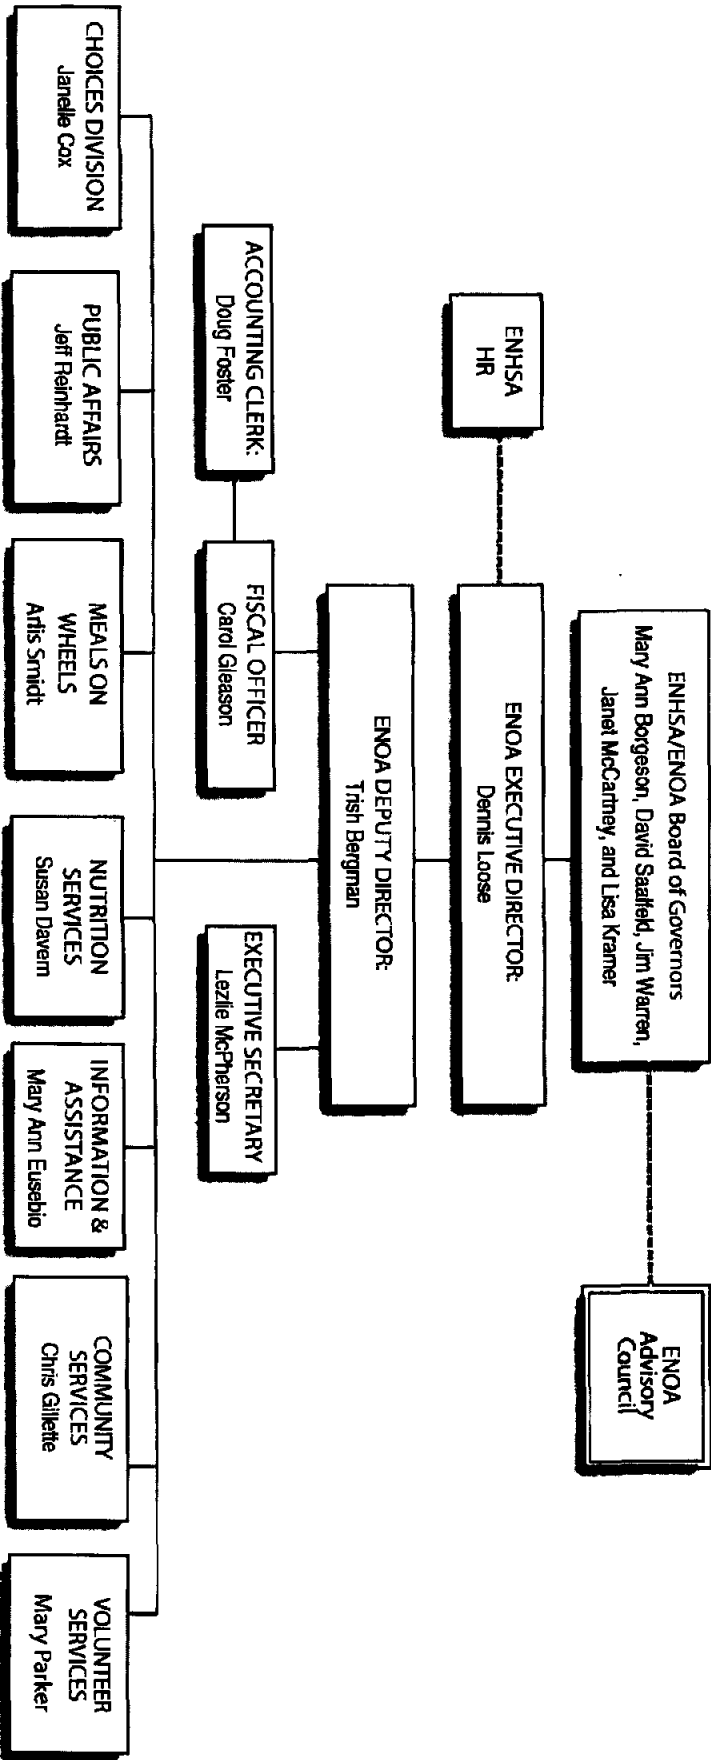 ENHSA/ENOA Board of Governors
Mary Ann Borgeson, David Saalfeld, Jim Warren,
Janet McCartney, and Lisa Kramer
ENOA
Advisory
Council
ENHSA
HR
ENOA EXECUTIVE DIRECTOR:
Dennis Loose
ENOA DEPUTY DIRECTOR:
Trish Bergman
ACCOUNTING CLERK:
Doug Foster
FISCAL OFFICER
Carol Gleason
EXECUTIVE SECRETARY
Lezlie McPherson
CHOICES DIVISION
Janelle Cox
PUBLIC AFFAIRS
Jeff Reinhardt
MEALS ON
WHEELS
Arlis Smidt
NUTRITION
SERVICES
Susan Davern
INFORMATION &
ASSISTANCE
Mary Ann Eusebio
COMMUNITY
SERVICES
Chris Gillette
VOLUNTEER
SERVICES
Mary Parker